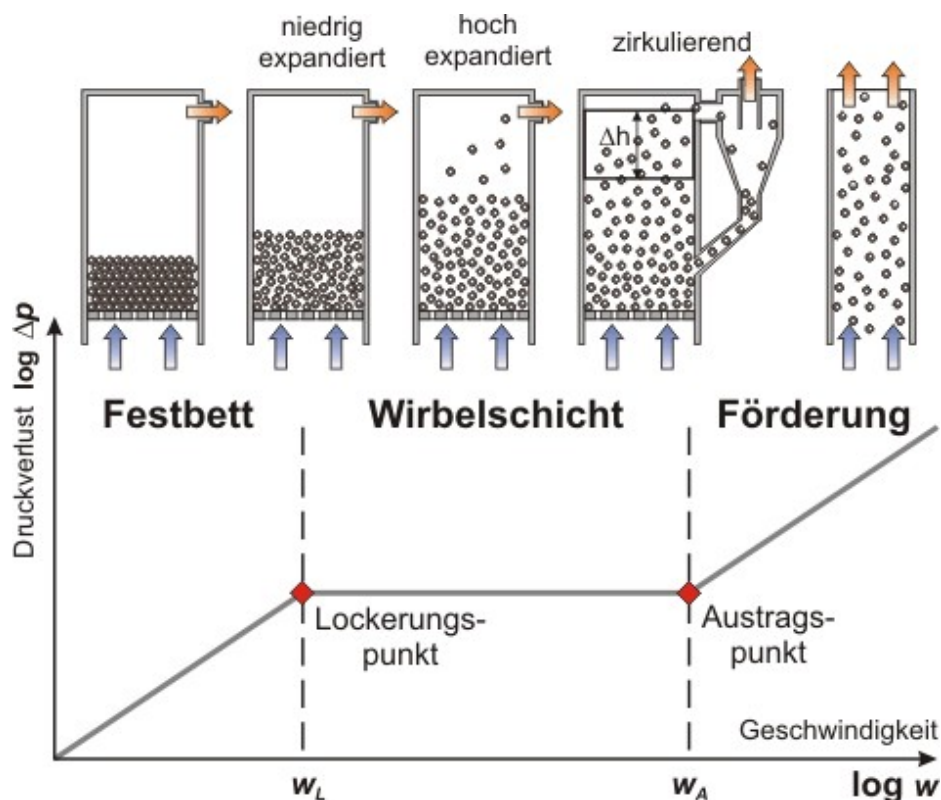 niedrig
expandiert
hoch
expandiert
zirkulierend
Δh
Druckverlust log Δp
Festbett
Wirbelschicht
Förderung
Lockerungs-
punkt
Austrags-
punkt
Geschwindigkeit
w_L
w_A
log w